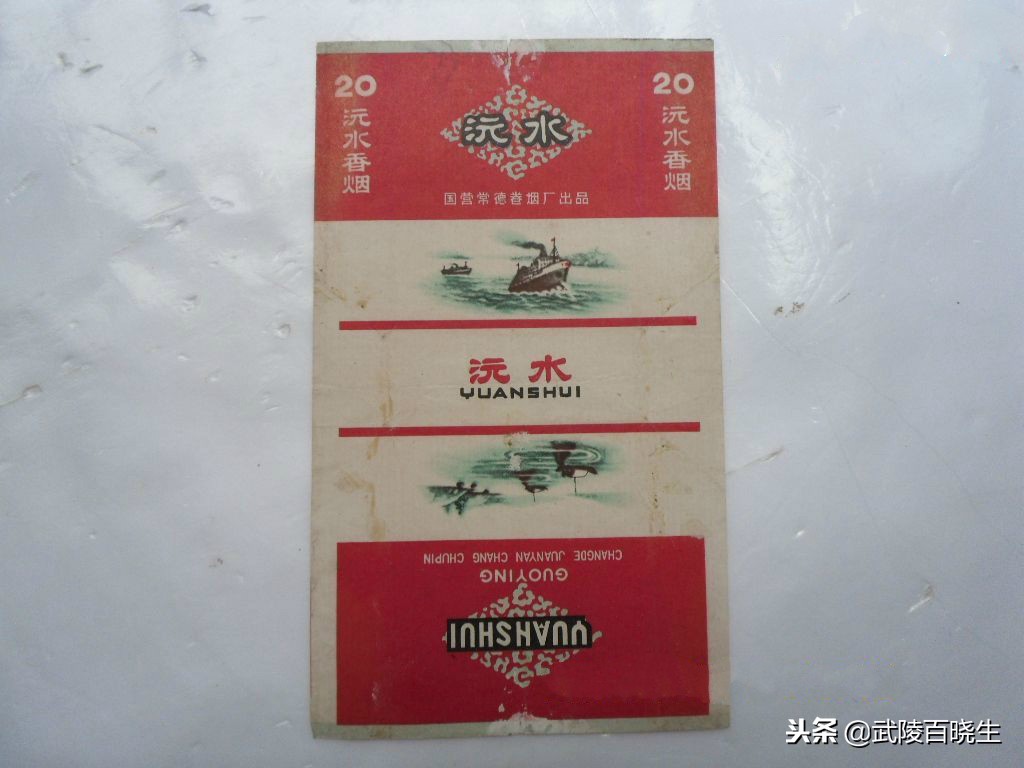 20
沅水香烟
沅水
20
沅水香烟
国营常德卷烟厂出品
沅水
YUANSHUI
CHANGDE JUANYAN CHANG CHUPIN
GUOYING
YUANSHUI
头条 @武陵百晓生